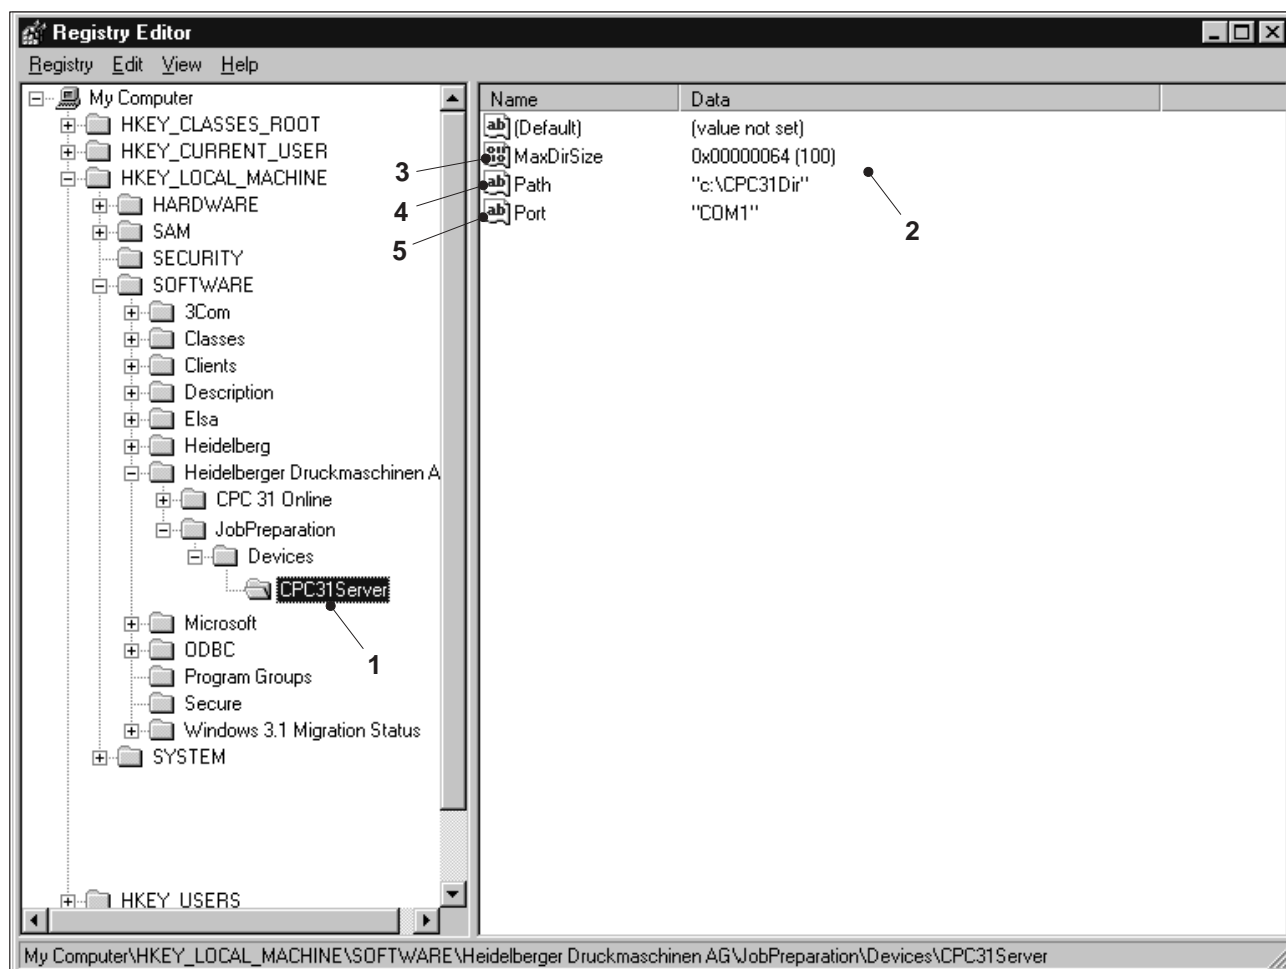 Registry Editor
Registry Edit View Help
My Computer
HKEY_CLASSES_ROOT
HKEY_CURRENT_USER
HKEY_LOCAL_MACHINE
HARDWARE
SAM
SECURITY
SOFTWARE
3Com
Classes
Clients
Description
Elsa
Heidelberg
Heidelberger Druckmaschinen A
CPC 31 Online
JobPreparation
Devices
CPC31Server
1
Microsoft
ODBC
Program Groups
Secure
Windows 3.1 Migration Status
SYSTEM
HKEY_USERS
Name Data
ab (Default) (value not set)
3 MaxDirSize 0x00000064 (100)
4 ab Path "c:\CPC31Dir"
5 ab Port "COM1"
2
My Computer\HKEY_LOCAL_MACHINE\SOFTWARE\Heidelberger Druckmaschinen AG\JobPreparation\Devices\CPC31Server